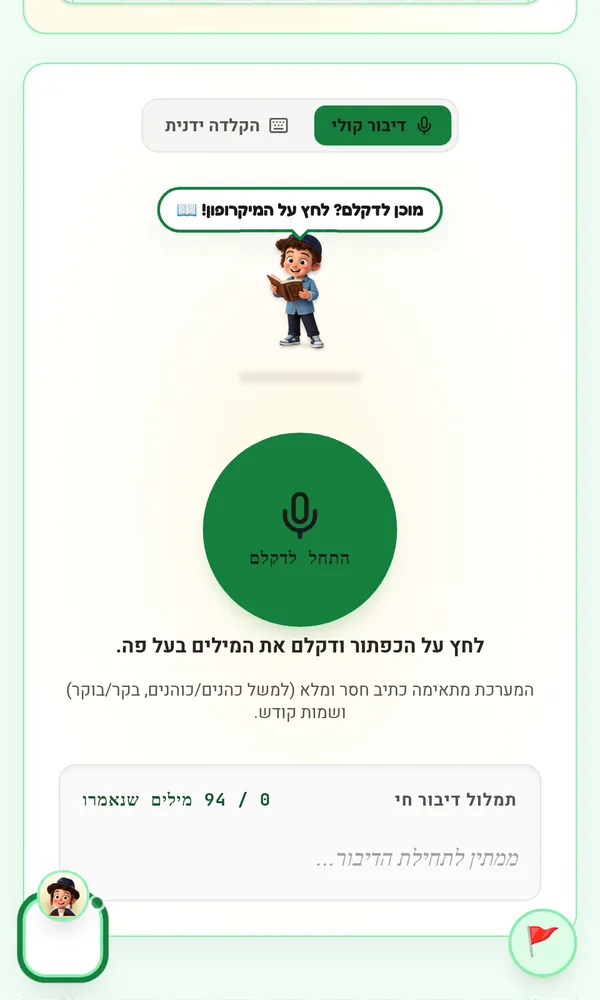 דיבור קולי
הקלדה ידנית
מוכן לדקלם? לחץ על המיקרופון! 📖
התחל לדקלם
לחץ על הכפתור ודקלם את המילים בעל פה.
המערכת מתאימה כתיב חסר ומלא (למשל כהנים/כוהנים, בקר/בוקר)
ושמות קודש.
תמלול דיבור חי
0 / 94 מילים שנאמרו
ממתין לתחילת הדיבור...